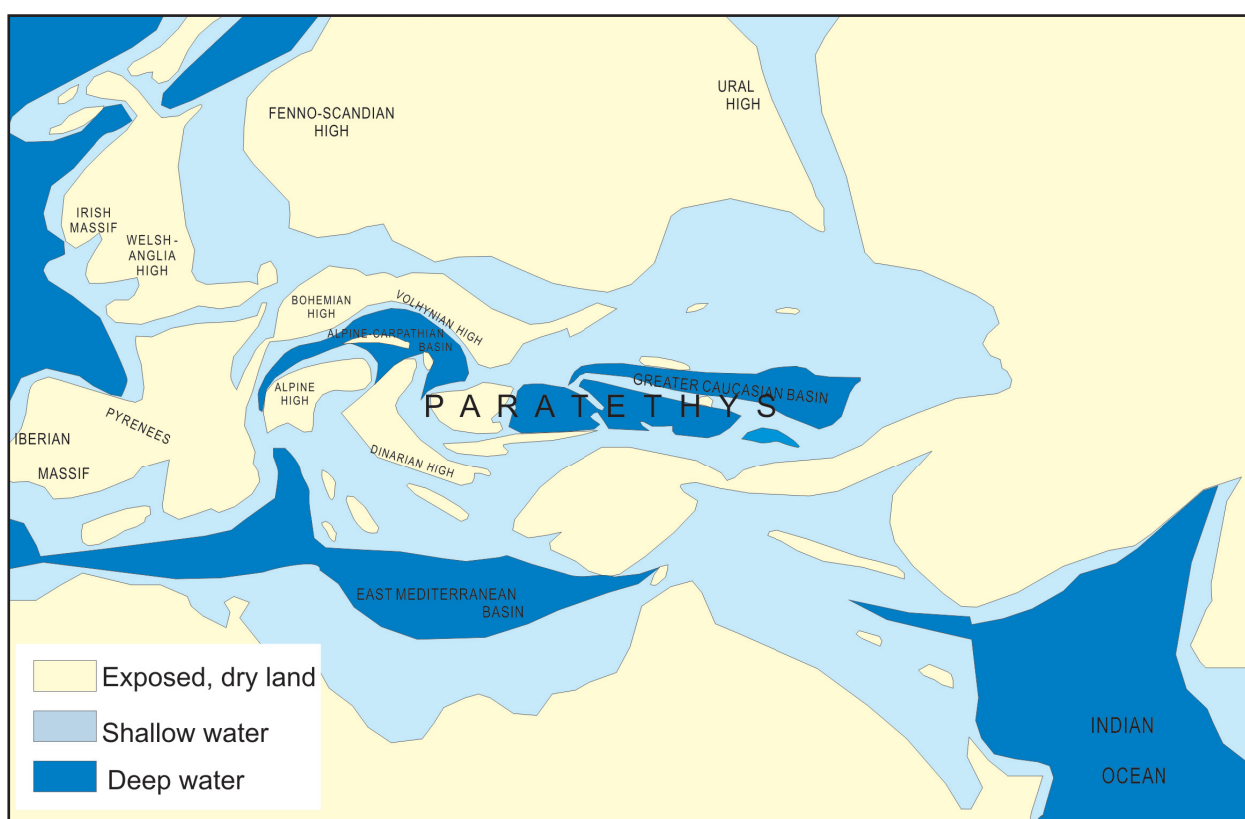 FENNO-SCANDIAN
HIGH
URAL
HIGH
IRISH
MASSIF
WELSH-
ANGLIA
HIGH
BOHEMIAN
HIGH
VOLHYNIAN HIGH
ALPINE-CARPATHIAN
BASIN
ALPINE
HIGH
GREATER CAUCASIAN BASIN
PARATETHYS
PYRENEES
IBERIAN
MASSIF
DINARIAN HIGH
EAST MEDITERRANEAN
BASIN
Exposed, dry land
Shallow water
Deep water
INDIAN
OCEAN